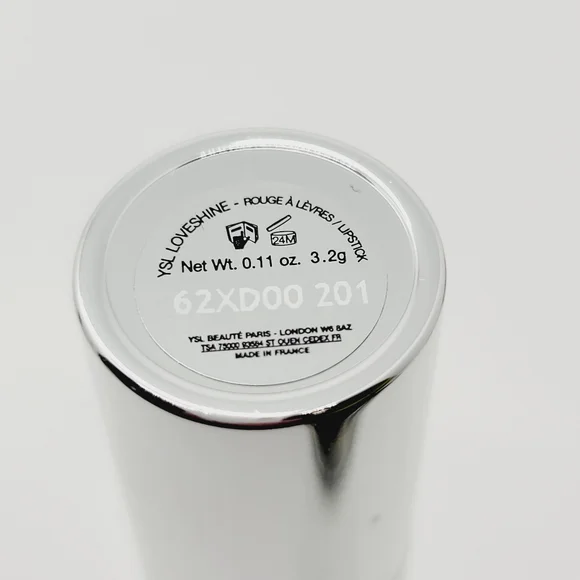 YSL LOVESHINE - ROUGE À LÈVRES / LIPSTICK
24M
Net Wt. 0.11 oz. 3.2g
62XD00 201
YSL BEAUTÉ PARIS - LONDON W6 8AZ
TSA 75000 93584 ST OUEN CEDEX FR
MADE IN FRANCE